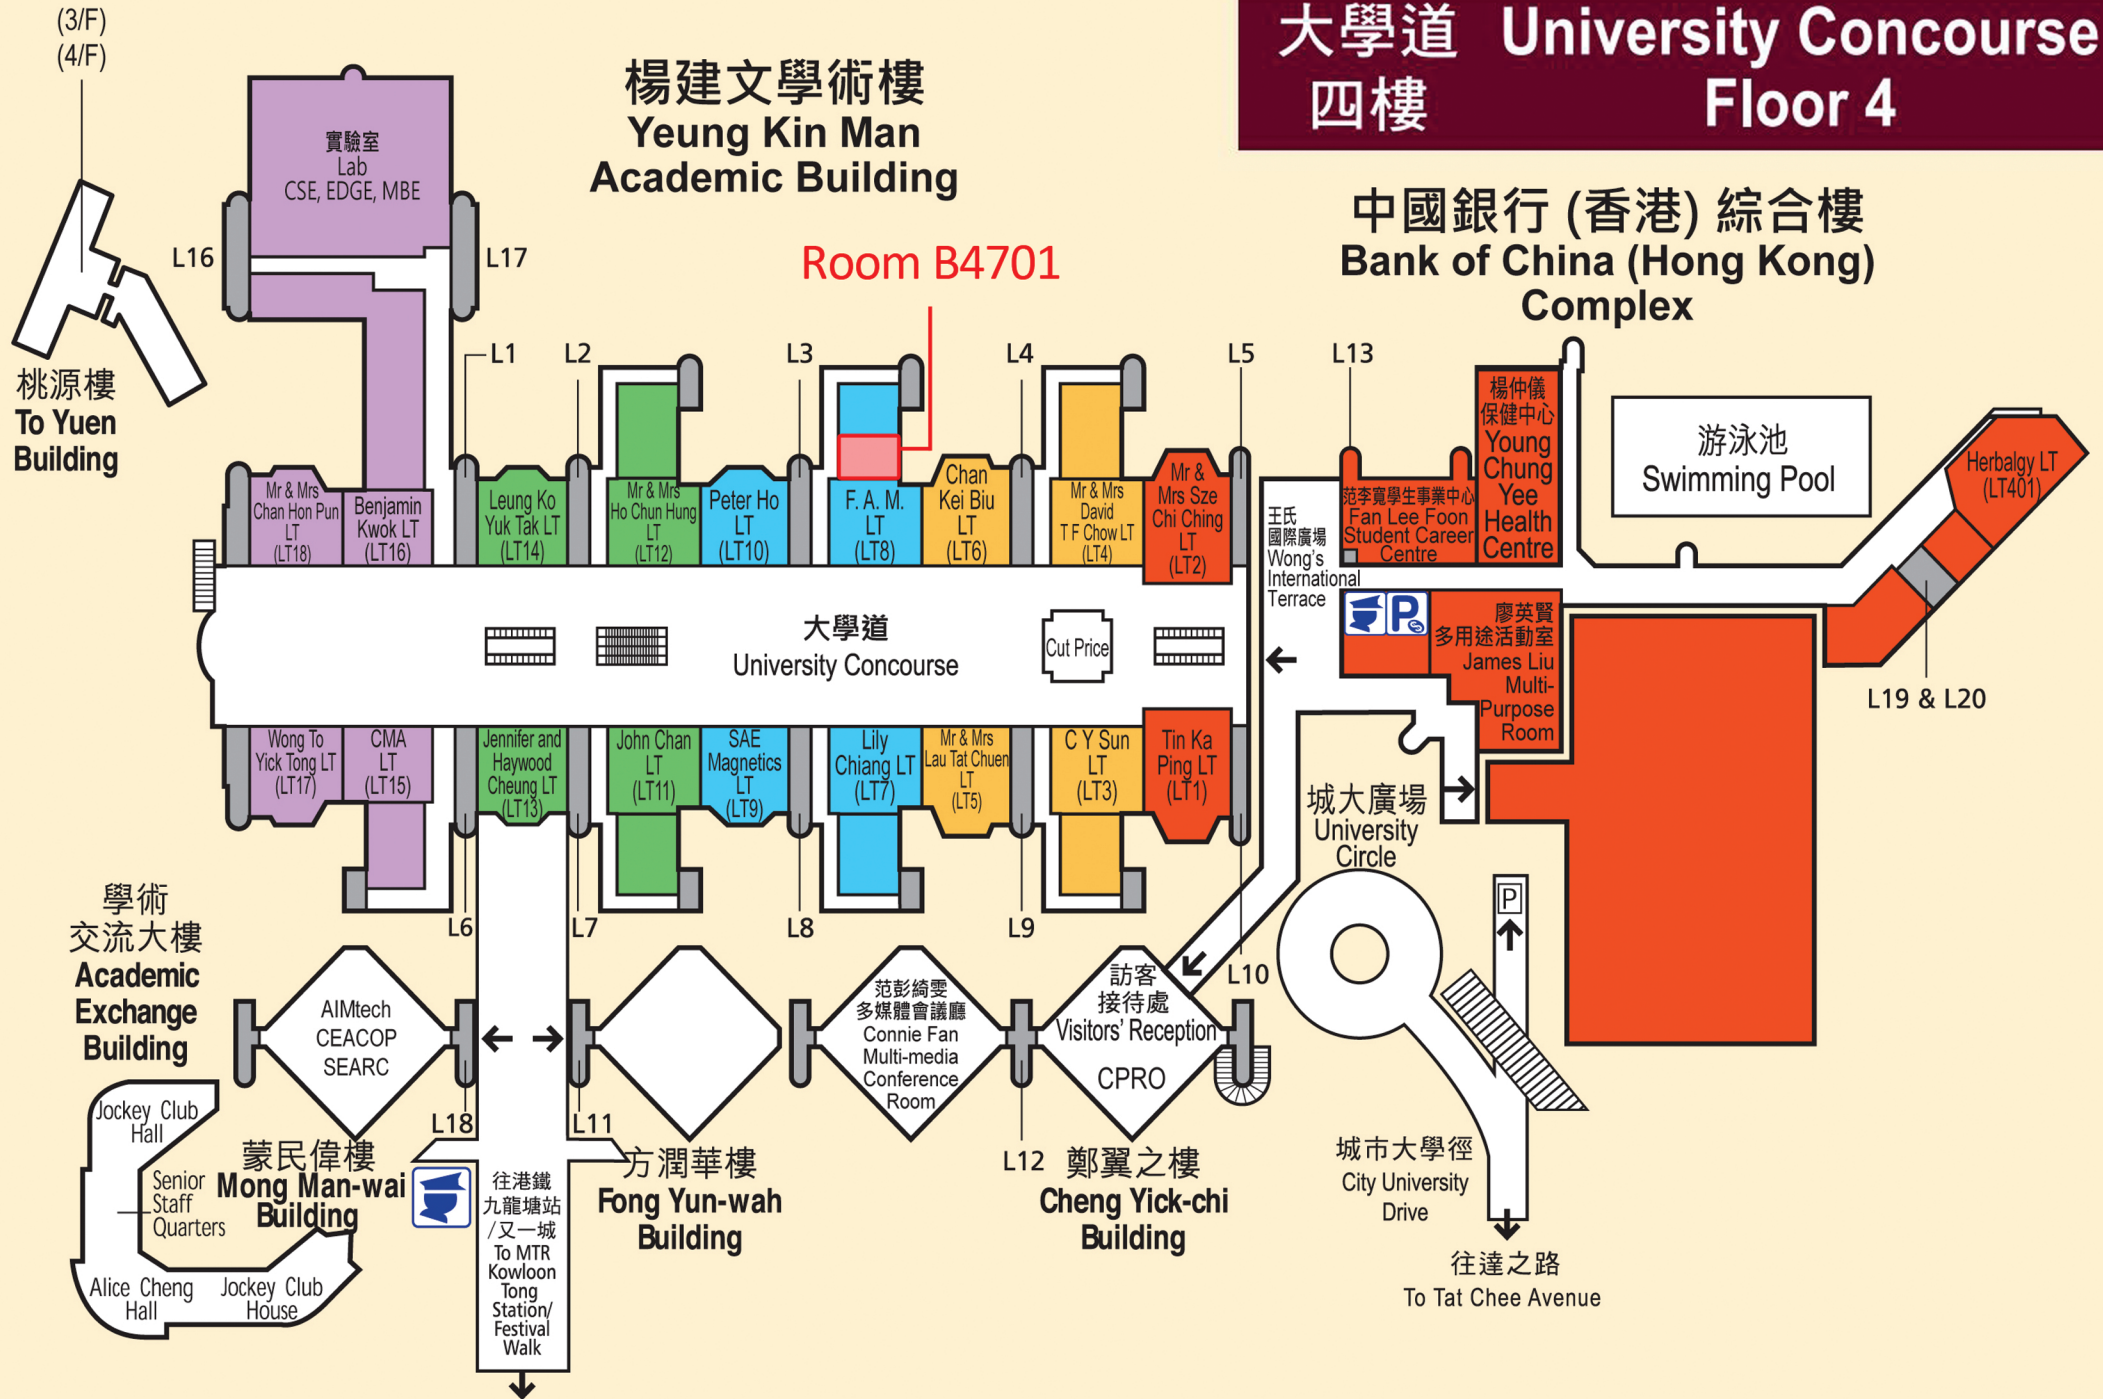 (3/F)
(4/F)
大學道 University Concourse
四樓 Floor 4
楊建文學術樓
Yeung Kin Man
Academic Building
實驗室
Lab
CSE, EDGE, MBE
L16
L17
Room B4701
中國銀行 (香港) 綜合樓
Bank of China (Hong Kong)
Complex
桃源樓
To Yuen
Building
L1
L2
L3
L4
L5
L13
楊仲儀
保健中心
Young
Chung
Yee
Health
Centre
游泳池
Swimming Pool
Herbalgy LT
(LT401)
Mr & Mrs
Chan Hon Pun
LT
(LT18)
Benjamin
Kwok LT
(LT16)
Leung Ko
Yuk Tak LT
(LT14)
Mr & Mrs
Ho Chun Hung
LT
(LT12)
Peter Ho
LT
(LT10)
F. A. M.
LT
(LT8)
Chan
Kei Biu
LT
(LT6)
Mr & Mrs
David
T F Chow LT
(LT4)
Mr &
Mrs Sze
Chi Ching
LT
(LT2)
王氏
國際廣場
Wong's
International
Terrace
范李寬學生事業中心
Fan Lee Foon
Student Career
Centre
大學道
University Concourse
Cut Price
P
廖英賢
多用途活動室
James Liu
Multi-
Purpose
Room
L19 & L20
Wong To
Yick Tong LT
(LT17)
CMA
LT
(LT15)
Jennifer and
Haywood
Cheung LT
(LT13)
John Chan
LT
(LT11)
SAE
Magnetics
LT
(LT9)
Lily
Chiang LT
(LT7)
Mr & Mrs
Lau Tat Chuen
LT
(LT5)
C Y Sun
LT
(LT3)
Tin Ka
Ping LT
(LT1)
城大廣場
University
Circle
L6
L7
L8
L9
L10
學術
交流大樓
Academic
Exchange
Building
AIMtech
CEACOP
SEARC
范彭綺雯
多媒體會議廳
Connie Fan
Multi-media
Conference
Room
訪客
接待處
Visitors' Reception
CPRO
P
L18
L11
L12
Jockey Club
Hall
Senior
Staff
Quarters
Alice Cheng
Hall
Jockey Club
House
蒙民偉樓
Mong Man-wai
Building
往港鐵
九龍塘站
/又一城
To MTR
Kowloon
Tong
Station/
Festival
Walk
方潤華樓
Fong Yun-wah
Building
鄭翼之樓
Cheng Yick-chi
Building
城市大學徑
City University
Drive
往達之路
To Tat Chee Avenue